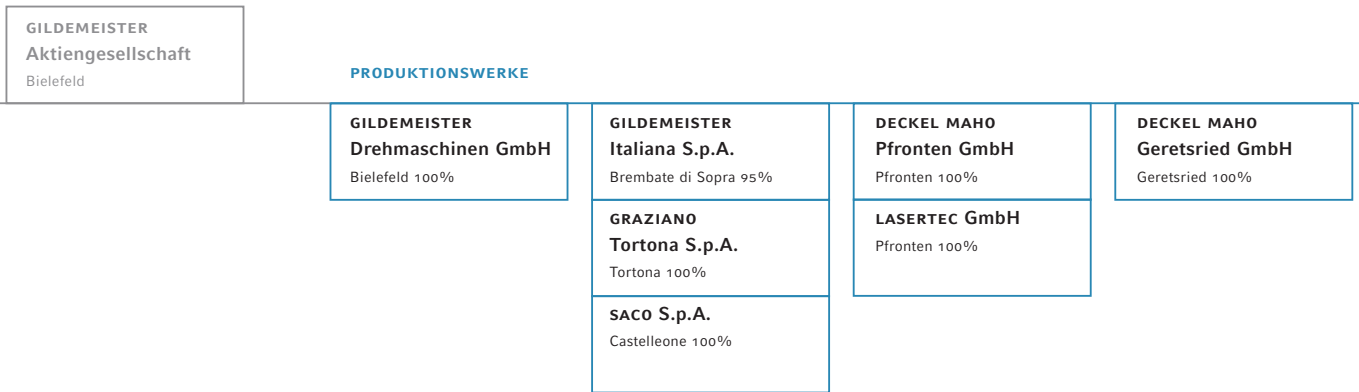 GILDEMEISTER
Aktiengesellschaft
Bielefeld
PRODUKTIONSWERKE
GILDEMEISTER
Drehmaschinen GmbH
Bielefeld 100%
GILDEMEISTER
Italiana S.p.A.
Brembate di Sopra 95%
GRAZIANO
Tortona S.p.A.
Tortona 100%
SACO S.p.A.
Castelleone 100%
DECKEL MAHO
Pfronten GmbH
Pfronten 100%
LASERTEC GmbH
Pfronten 100%
DECKEL MAHO
Geretsried GmbH
Geretsried 100%